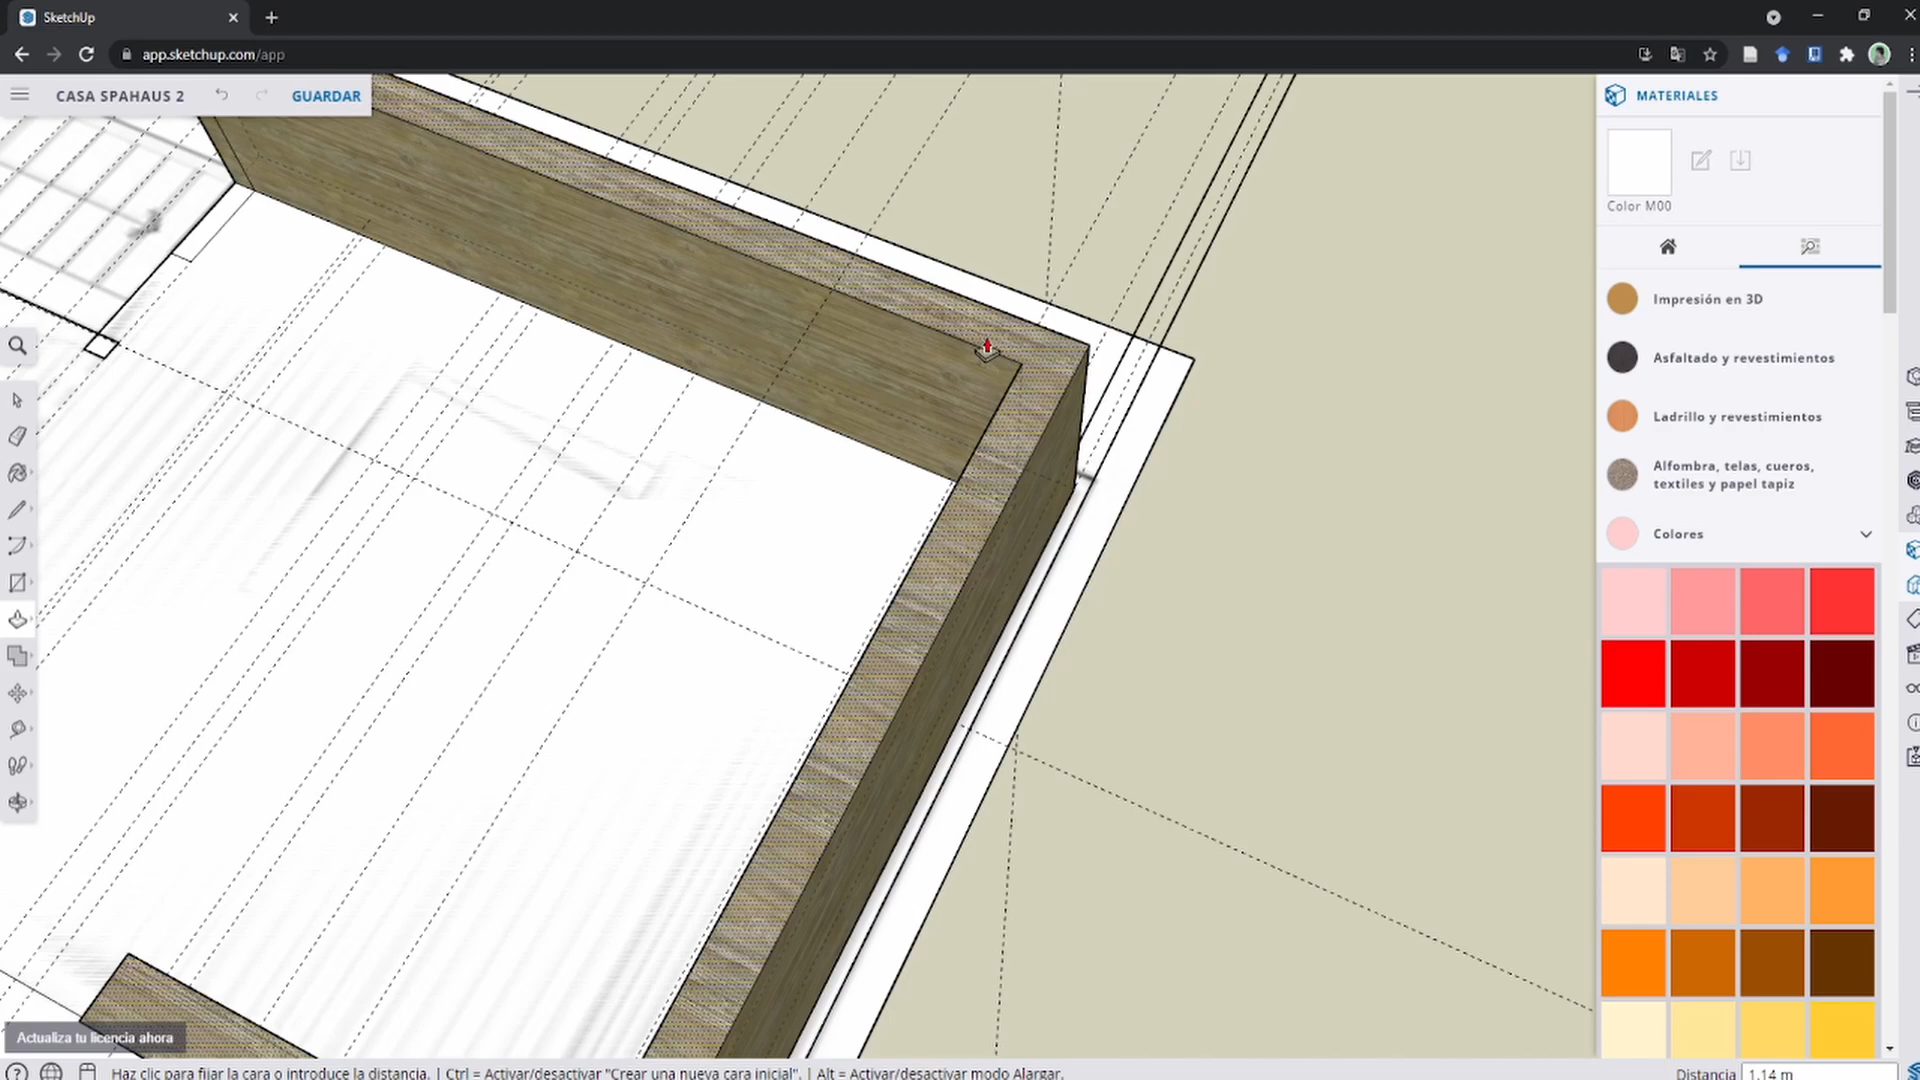 SketchUp
app.sketchup.com/app
CASA SPAHAUS 2
GUARDAR
MATERIALES
Color M00
Impresión en 3D
Asfaltado y revestimientos
Ladrillo y revestimientos
Alfombra, telas, cueros,
textiles y papel tapiz
Colores
Actualiza tu licencia ahora
Haz clic para fijar la cara o introduce la distancia. | Ctrl = Activar/desactivar "Crear una nueva cara inicial". | Alt = Activar/desactivar modo Alargar.
Distancia 1,14 m